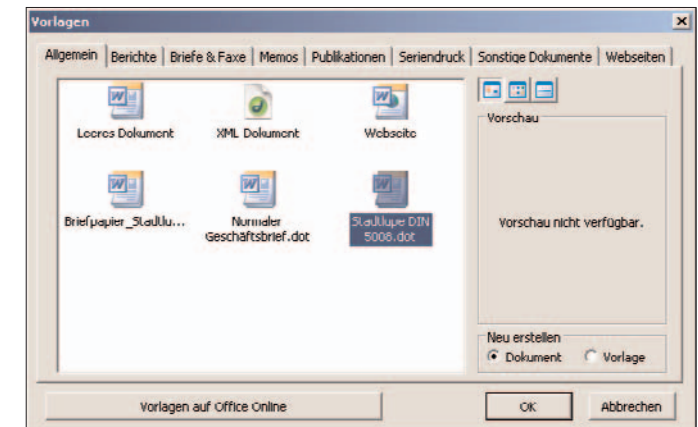 Vorlagen
Allgemein Berichte Briefe & Faxe Memos Publikationen Seriendruck Sonstige Dokumente Webseiten
Leeres Dokument XML Dokument Webseite
Vorschau
Briefpapier_Stadtlu... Normaler Geschäftsbrief.dot Stadtlupe DIN 5008.dot
Vorschau nicht verfügbar.
Neu erstellen
Dokument Vorlage
Vorlagen auf Office Online OK Abbrechen